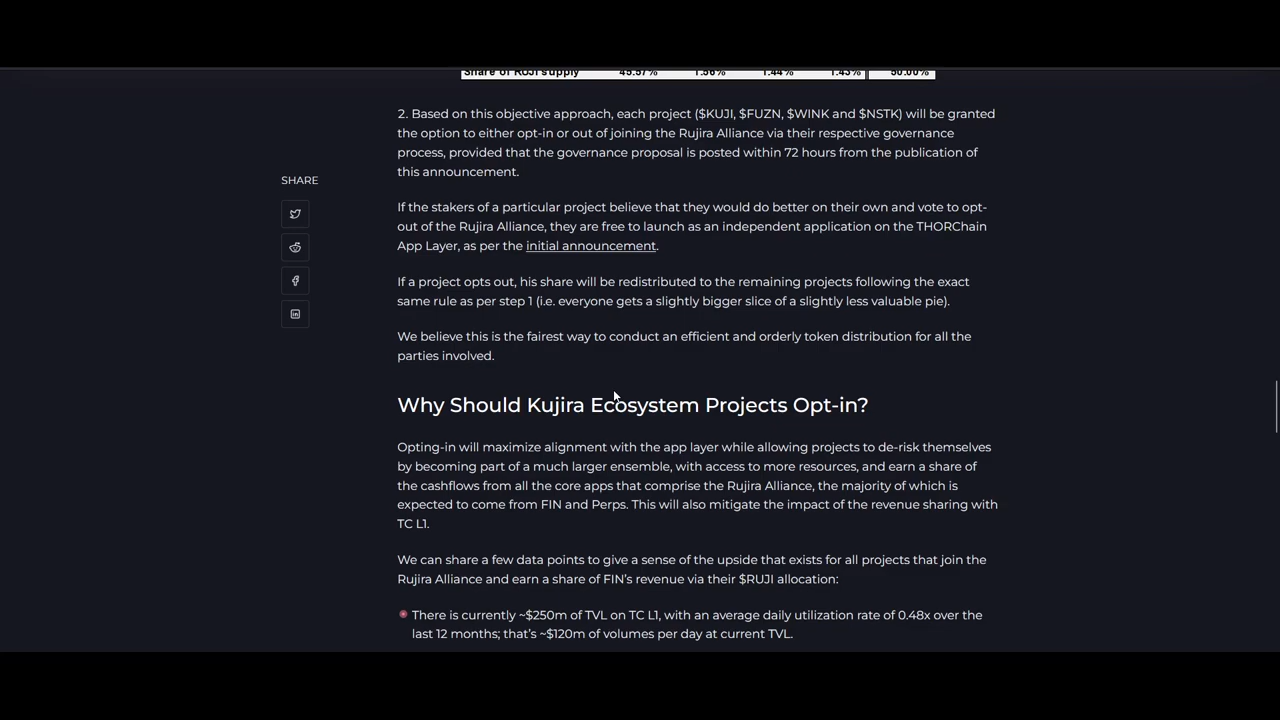 Share of RUJI supply 45.57% 1.56% 1.44% 1.43% 50.00%
2. Based on this objective approach, each project ($KUJI, $FUZN, $WINK and $NSTK) will be granted
the option to either opt-in or out of joining the Rujira Alliance via their respective governance
process, provided that the governance proposal is posted within 72 hours from the publication of
this announcement.
SHARE
If the stakers of a particular project believe that they would do better on their own and vote to opt-
out of the Rujira Alliance, they are free to launch as an independent application on the THORChain
App Layer, as per the initial announcement.
If a project opts out, his share will be redistributed to the remaining projects following the exact
same rule as per step 1 (i.e. everyone gets a slightly bigger slice of a slightly less valuable pie).
We believe this is the fairest way to conduct an efficient and orderly token distribution for all the
parties involved.
Why Should Kujira Ecosystem Projects Opt-in?
Opting-in will maximize alignment with the app layer while allowing projects to de-risk themselves
by becoming part of a much larger ensemble, with access to more resources, and earn a share of
the cashflows from all the core apps that comprise the Rujira Alliance, the majority of which is
expected to come from FIN and Perps. This will also mitigate the impact of the revenue sharing with
TC L1.
We can share a few data points to give a sense of the upside that exists for all projects that join the
Rujira Alliance and earn a share of FIN's revenue via their $RUJI allocation:
There is currently ~$250m of TVL on TC L1, with an average daily utilization rate of 0.48x over the
last 12 months; that's ~$120m of volumes per day at current TVL.